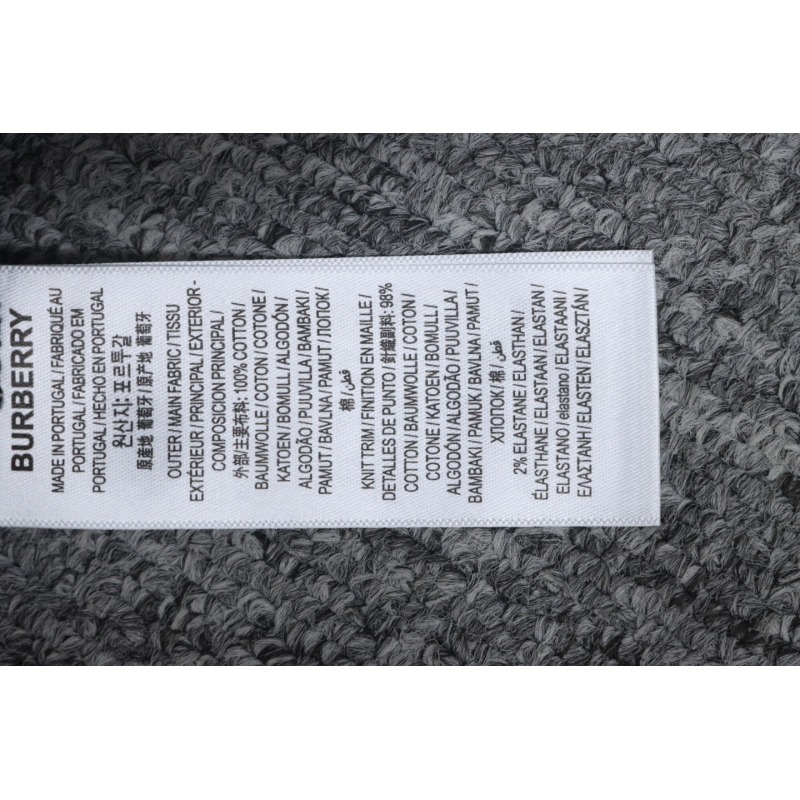 BURBERRY
MADE IN PORTUGAL / FABRIQUÉ AU
PORTUGAL / FABRICADO EM
PORTUGAL / HECHO EN PORTUGAL
원산지: 포르투갈
原産地 葡萄牙 / 原产地 葡萄牙
OUTER / MAIN FABRIC / TISSU
EXTÉRIEUR / PRINCIPAL / EXTERIOR -
COMPOSICIÓN PRINCIPAL /
外部/主要布料: 100% COTTON /
BAUMWOLLE / COTON / COTONE /
KATOEN / BOMULL / ALGODÓN /
ALGODÃO / PUUVILLA / BAMBAKI /
PAMUT / BAVLNA / PAMUT / ΠΟΠΟΚ /
棉 / قطن /
KNIT TRIM / FINITION EN MAILLE /
DETALLES DE PUNTO / 針織副料: 98%
COTTON / BAUMWOLLE / COTON /
COTONE / KATOEN / BOMULL /
ALGODÓN / ALGODÃO / PUUVILLA /
BAMBAKI / PAMUK / BAVLNA / PAMUT /
ХЛОПОК / 棉 / قطن
2% ELASTANE / ELASTHAN /
ÉLASTHANE / ELASTAAN / ELASTAN /
ELASTANO / élastano / ELASTAANI /
ΕΛΑΣΤΑΝΗ / ELASTEN / ELASZTÁN /